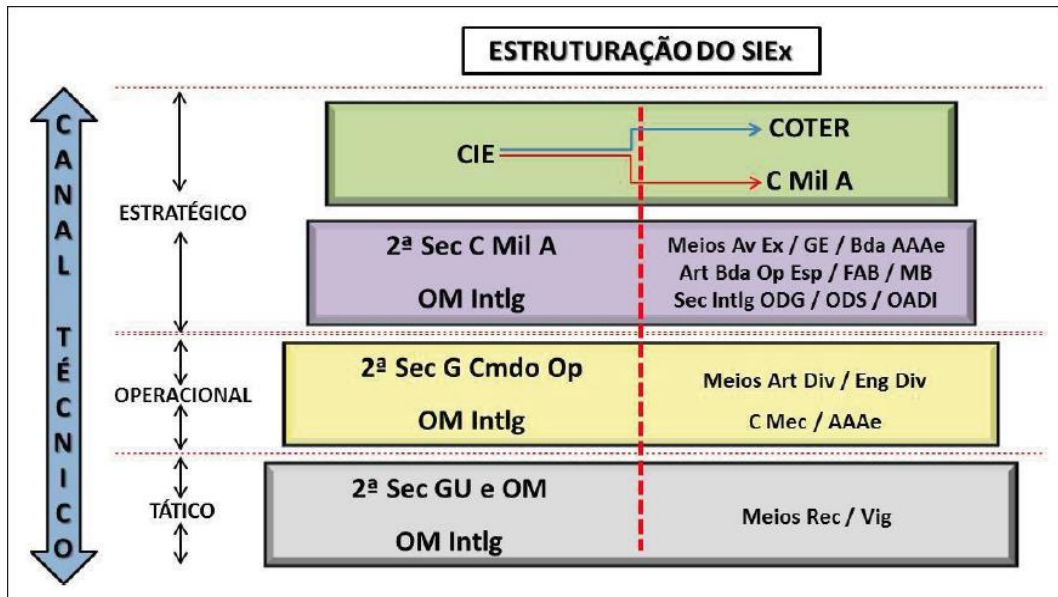 ESTRUTURAÇÃO DO SIEx
CANAL TÉCNICO
ESTRATÉGICO
CIE
COTER
C Mil A
2ª Sec C Mil A
OM Intlg
Meios Av Ex / GE / Bda AAAe
Art Bda Op Esp / FAB / MB
Sec Intlg ODG / ODS / OADI
OPERACIONAL
2ª Sec G Cmdo Op
OM Intlg
Meios Art Div / Eng Div
C Mec / AAAe
TÁTICO
2ª Sec GU e OM
OM Intlg
Meios Rec / Vig